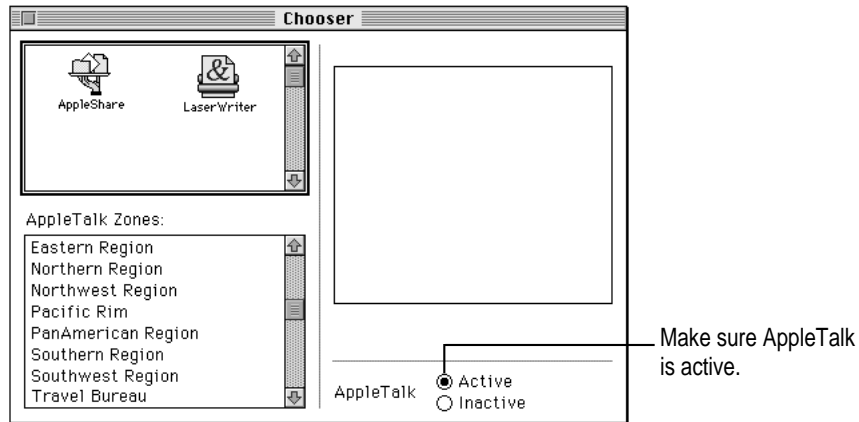 Chooser
AppleShare
LaserWriter
AppleTalk Zones:
Eastern Region
Northern Region
Northwest Region
Pacific Rim
PanAmerican Region
Southern Region
Southwest Region
Travel Bureau
AppleTalk
Active
Inactive
Make sure AppleTalk
is active.